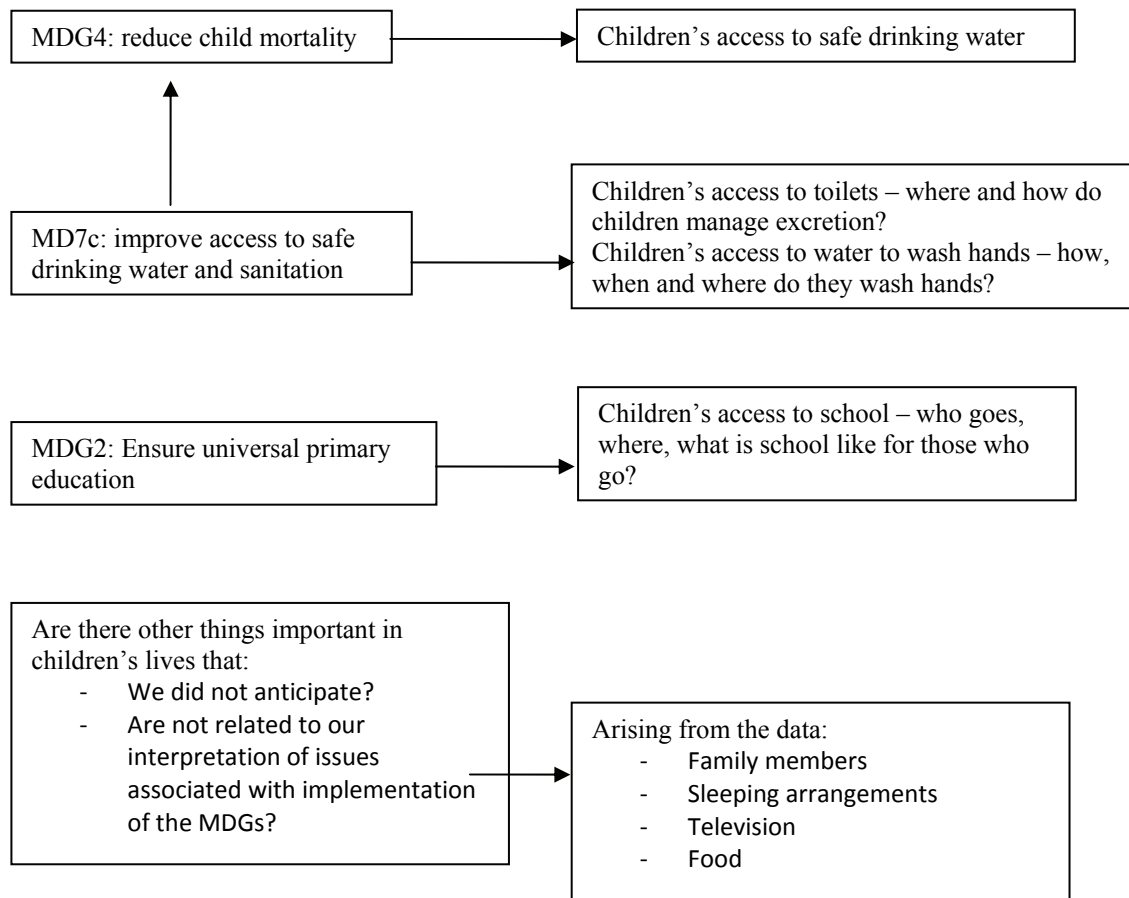 MDG4: reduce child mortality
Children’s access to safe drinking water
MD7c: improve access to safe
drinking water and sanitation
Children’s access to toilets – where and how do
children manage excretion?
Children’s access to water to wash hands – how,
when and where do they wash hands?
MDG2: Ensure universal primary
education
Children’s access to school – who goes,
where, what is school like for those who
go?
Are there other things important in
children’s lives that:
- We did not anticipate?
- Are not related to our
interpretation of issues
associated with implementation
of the MDGs?
Arising from the data:
- Family members
- Sleeping arrangements
- Television
- Food